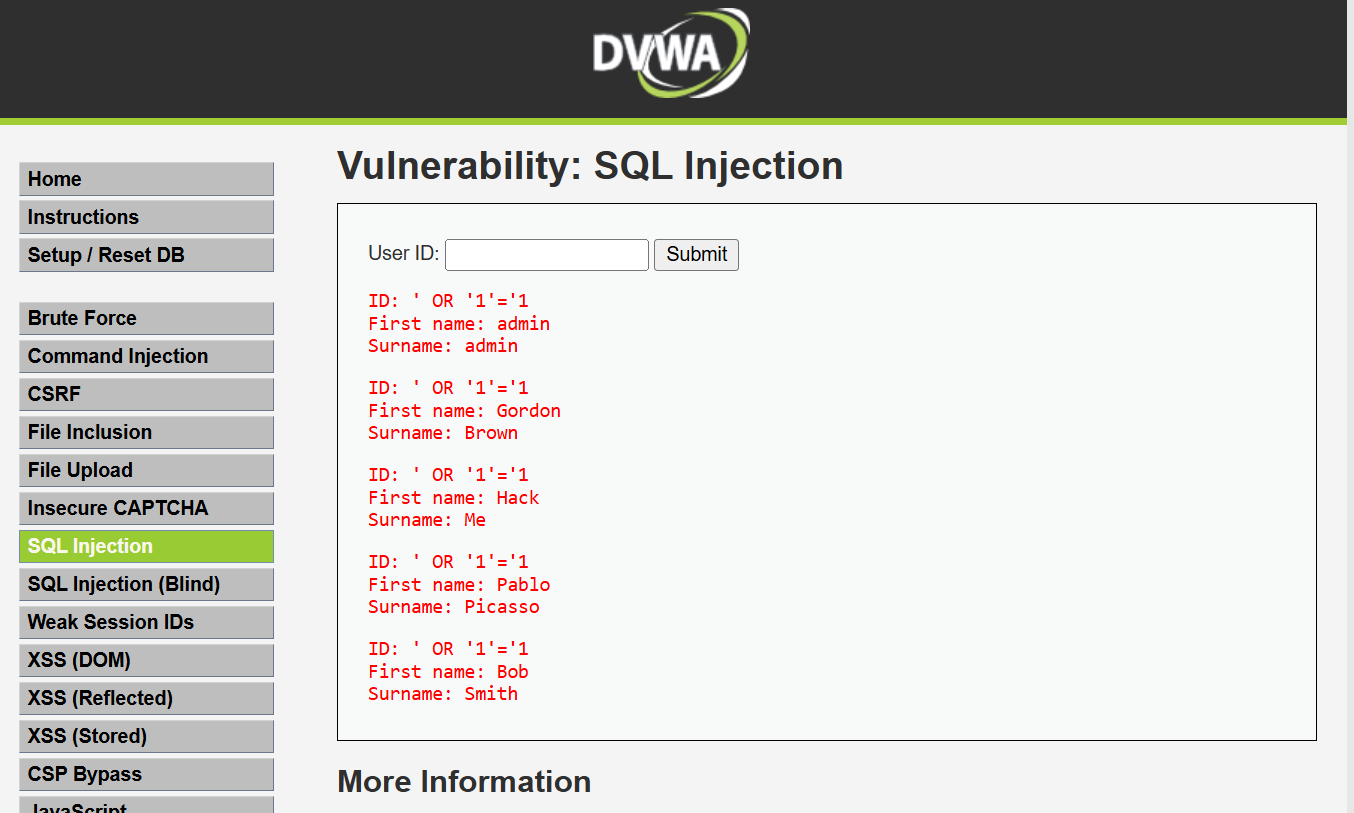 DVWA
Home
Instructions
Setup / Reset DB
Brute Force
Command Injection
CSRF
File Inclusion
File Upload
Insecure CAPTCHA
SQL Injection
SQL Injection (Blind)
Weak Session IDs
XSS (DOM)
XSS (Reflected)
XSS (Stored)
CSP Bypass
JavaScript
Vulnerability: SQL Injection
User ID: Submit
ID: ' OR '1'='1
First name: admin
Surname: admin
ID: ' OR '1'='1
First name: Gordon
Surname: Brown
ID: ' OR '1'='1
First name: Hack
Surname: Me
ID: ' OR '1'='1
First name: Pablo
Surname: Picasso
ID: ' OR '1'='1
First name: Bob
Surname: Smith
More Information